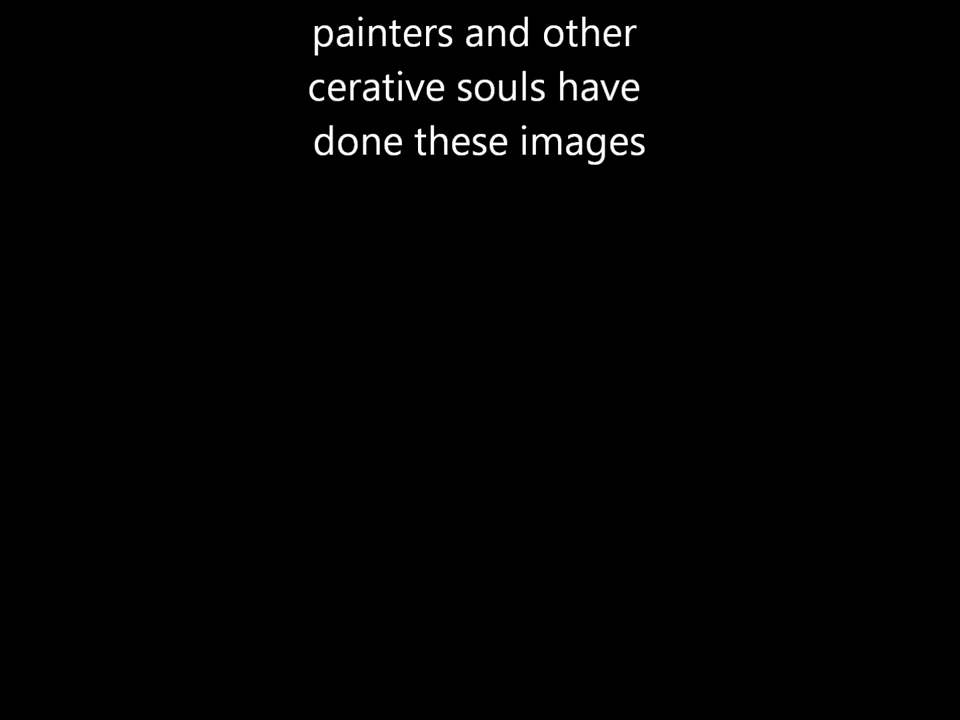 painters and other
cerative souls have
done these images